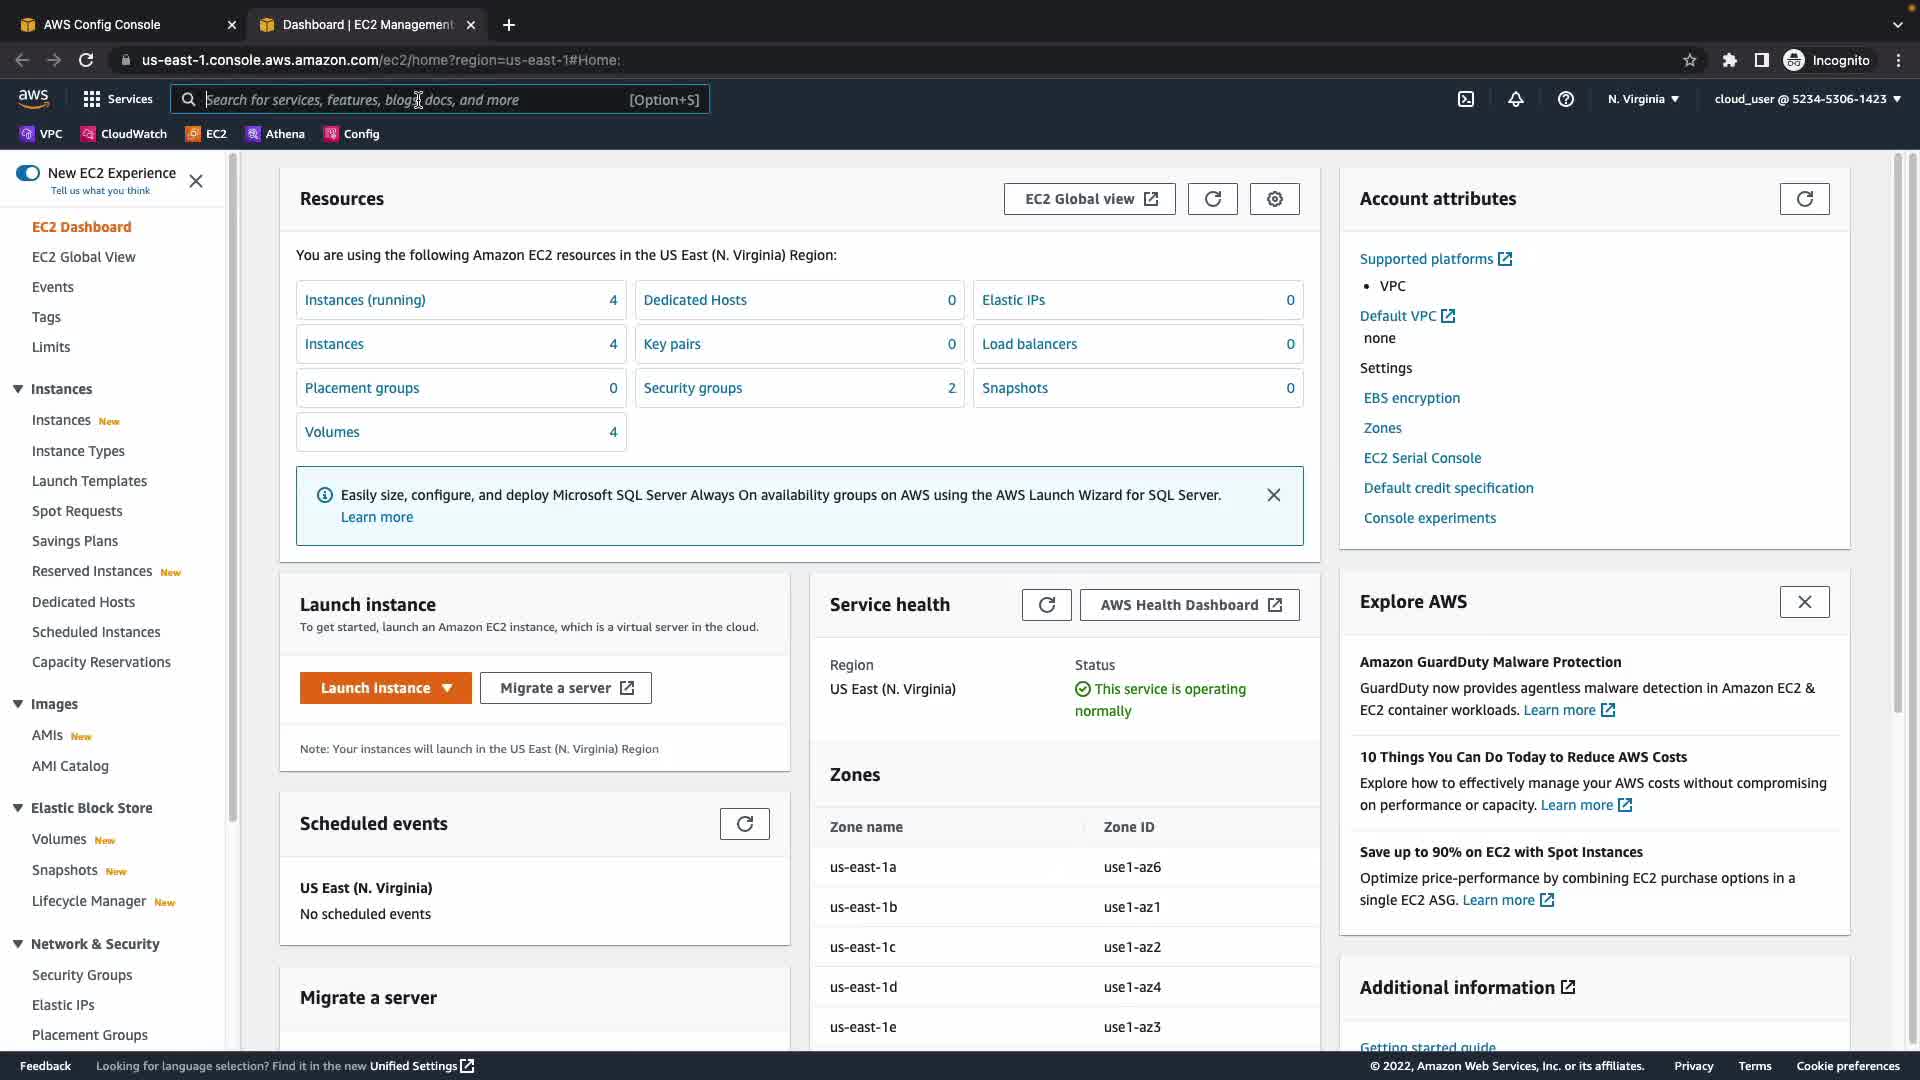 AWS Config Console
Dashboard | EC2 Management
us-east-1.console.aws.amazon.com/ec2/home?region=us-east-1#Home:
Incognito
aws
Services
Search for services, features, blogs, docs, and more
[Option+S]
N. Virginia
cloud_user @ 5234-5306-1423
VPC
CloudWatch
EC2
Athena
Config
New EC2 Experience
Tell us what you think
EC2 Dashboard
EC2 Global View
Events
Tags
Limits
Instances
Instances New
Instance Types
Launch Templates
Spot Requests
Savings Plans
Reserved Instances New
Dedicated Hosts
Scheduled Instances
Capacity Reservations
Images
AMIs New
AMI Catalog
Elastic Block Store
Volumes New
Snapshots New
Lifecycle Manager New
Network & Security
Security Groups
Elastic IPs
Placement Groups
Resources
EC2 Global view
You are using the following Amazon EC2 resources in the US East (N. Virginia) Region:
Instances (running) 4
Dedicated Hosts 0
Elastic IPs 0
Instances 4
Key pairs 0
Load balancers 0
Placement groups 0
Security groups 2
Snapshots 0
Volumes 4
Easily size, configure, and deploy Microsoft SQL Server Always On availability groups on AWS using the AWS Launch Wizard for SQL Server.
Learn more
Launch instance
To get started, launch an Amazon EC2 instance, which is a virtual server in the cloud.
Launch instance
Migrate a server
Note: Your instances will launch in the US East (N. Virginia) Region
Scheduled events
US East (N. Virginia)
No scheduled events
Migrate a server
Service health
AWS Health Dashboard
Region
US East (N. Virginia)
Status
This service is operating
normally
Zones
Zone name Zone ID
us-east-1a use1-az6
us-east-1b use1-az1
us-east-1c use1-az2
us-east-1d use1-az4
us-east-1e use1-az3
Account attributes
Supported platforms
• VPC
Default VPC
none
Settings
EBS encryption
Zones
EC2 Serial Console
Default credit specification
Console experiments
Explore AWS
Amazon GuardDuty Malware Protection
GuardDuty now provides agentless malware detection in Amazon EC2 &
EC2 container workloads. Learn more
10 Things You Can Do Today to Reduce AWS Costs
Explore how to effectively manage your AWS costs without compromising
on performance or capacity. Learn more
Save up to 90% on EC2 with Spot Instances
Optimize price-performance by combining EC2 purchase options in a
single EC2 ASG. Learn more
Additional information
Getting started guide
Feedback
Looking for language selection? Find it in the new Unified Settings
© 2022, Amazon Web Services, Inc. or its affiliates.
Privacy
Terms
Cookie preferences